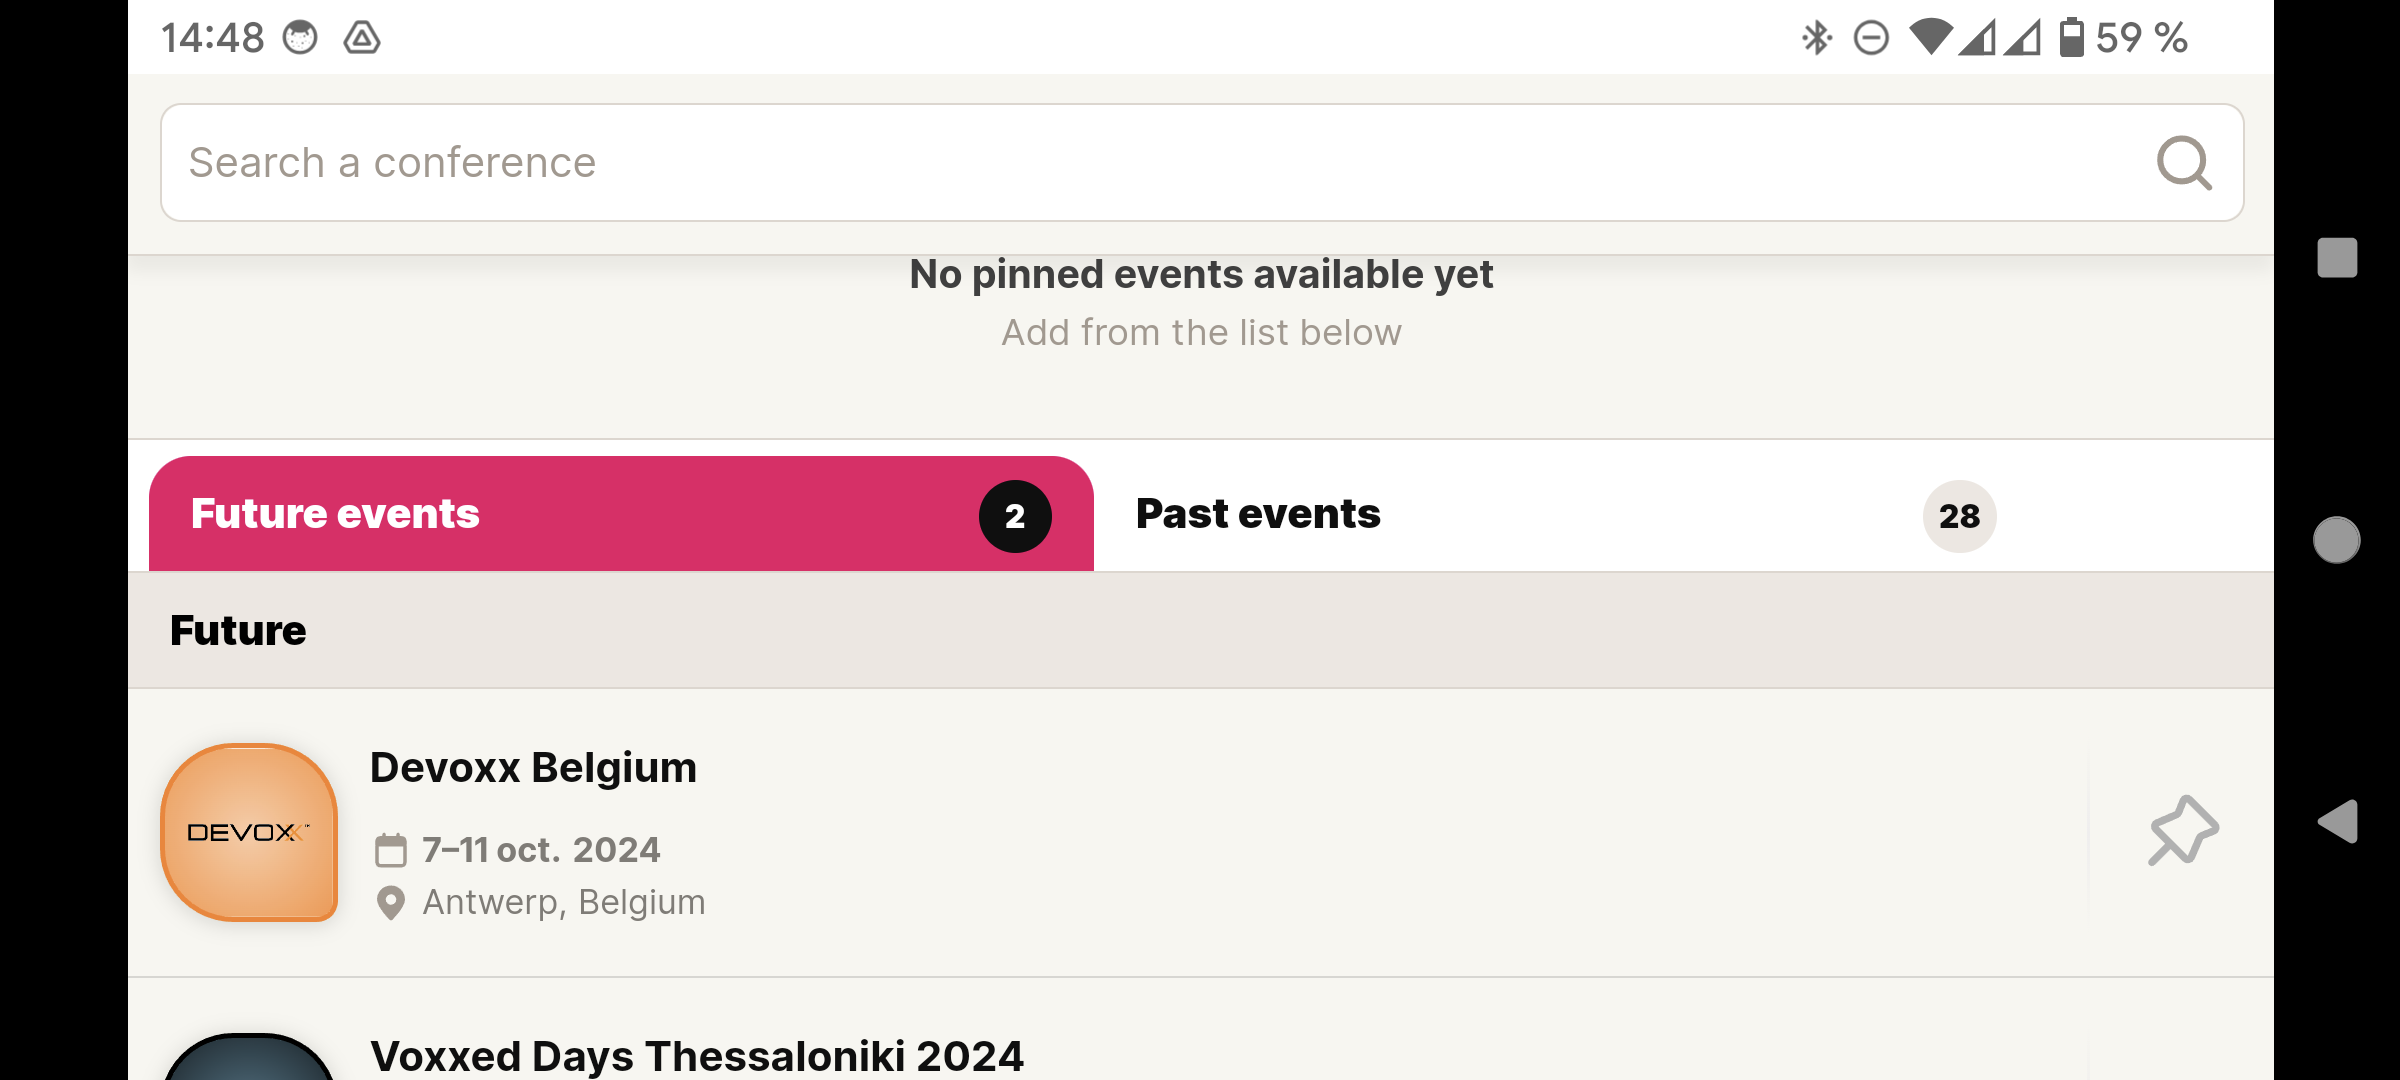 14:48
59 %
Search a conference
No pinned events available yet
Add from the list below
Future events 2
Past events 28
Future
DEVOXX™
Devoxx Belgium
7–11 oct. 2024
Antwerp, Belgium
Voxxed Days Thessaloniki 2024